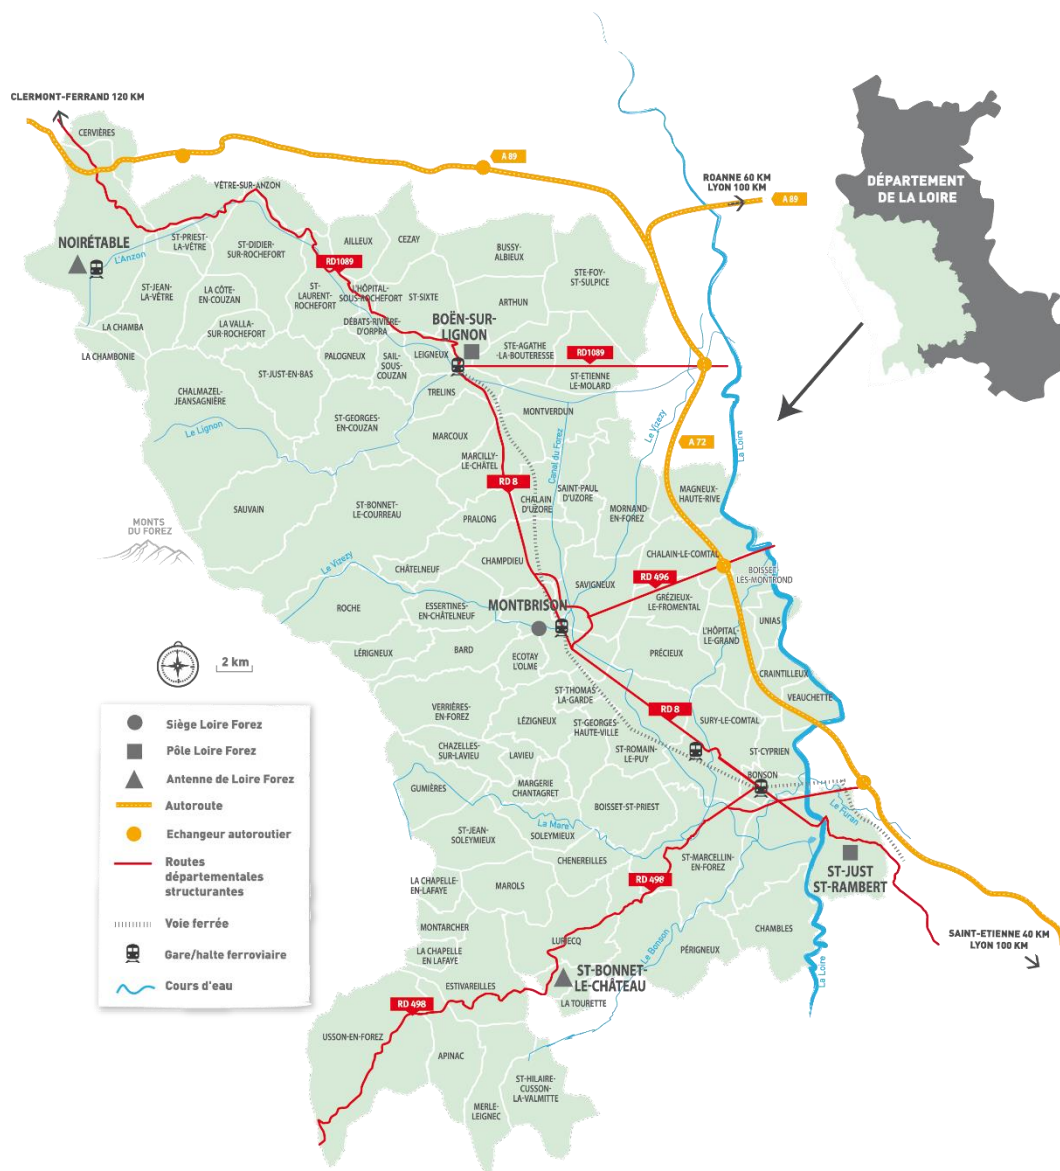 CLERMONT-FERRAND 120 KM
CERVIÈRES
A 89
ROANNE 60 KM
LYON 100 KM
A 89
DÉPARTEMENT
DE LA LOIRE
VÊTRE-SUR-ANZON
NOIRÉTABLE
L'Anzon
ST-PRIEST-
LA-VÊTRE
ST-DIDIER
-SUR-ROCHEFORT
AILLEUX
CEZAY
BUSSY-
ALBIEUX
RD1089
STE-FOY-
ST-SULPICE
ST-JEAN-
LA-VÊTRE
LA CÔTE-
EN-COUZAN
ST-
LAURENT-
ROCHEFORT
L'HÔPITAL-
SOUS-ROCHEFORT
ST-SIXTE
ARTHUN
LA CHAMBA
LA VALLA-
SUR-ROCHEFORT
DÉBATS-RIVIÈRE-
D'ORPRA
BOËN-SUR-
LIGNON
LA CHAMBONIE
PALOGNEUX
SAIL-
SOUS-
COUZAN
LEIGNEUX
STE-AGATHE
-LA-BOUTERESSE
RD1089
ST-JUST-EN-BAS
ST-ETIENNE
LE-MOLARD
CHALMAZEL-
JEANSAGNIÈRE
TRELINS
ST-GEORGES-
EN-COUZAN
MONTVERDUN
Le Lignon
MARCOUX
Canal du Forez
Le Vizezy
A 72
La Loire
MARCILLY-
LE-CHÂTEL
RD 8
SAINT-PAUL
D'UZORE
MAGNEUX-
HAUTE-RIVE
SAUVAIN
ST-BONNET-
LE-COURREAU
CHALAIN
D'UZORE
MORNAND-
EN-FOREZ
PRALONG
MONTS
DU FOREZ
Le Vizezy
CHÂTELNEUF
CHAMPDIEU
CHALAIN-LE-COMTAL
SAVIGNEUX
RD 496
BOISSET-
LES-MONTROND
ROCHE
ESSERTINES-
EN-CHÂTELNEUF
MONTBRISON
GRÉZIEUX-
LE-FROMENTAL
L'HÔPITAL-
LE-GRAND
UNIAS
LÉRIGNEUX
BARD
ECOTAY
L'OLME
PRÉCIEUX
2 km
CRAINTILLEUX
VEAUCHETTE
ST-THOMAS
LA-GARDE
VERRIÈRES-
EN-FOREZ
LÉZIGNEUX
ST-GEORGES-
HAUTE-VILLE
RD 8
SURY-LE-COMTAL
CHAZELLES-
SUR-LAVIEU
LAVIEU
ST-ROMAIN-
LE-PUY
ST-CYPRIEN
BONSON
GUMIÈRES
MARGERIE
CHANTAGRET
BOISSET-ST-PRIEST
Le Furan
La Mare
ST-JEAN-
SOLEYMIEUX
SOLEYMIEUX
CHENEREILLES
ST-MARCELLIN-
EN-FOREZ
ST-JUST
ST-RAMBERT
LA CHAPELLE-
EN-LAFAYE
MAROLS
RD 498
MONTARCHER
CHAMBLES
SAINT-ETIENNE 40 KM
LYON 100 KM
LURIECQ
Le Bonson
PÉRIGNEUX
LA CHAPELLE
EN LAFAYE
ST-BONNET-
LE-CHÂTEAU
La Loire
ESTIVAREILLES
LA TOURETTE
RD 498
USSON-EN-FOREZ
APINAC
ST-HILAIRE-
CUSSON-
LA-VALMITTE
MERLE-
LEIGNEC
Siège Loire Forez
Pôle Loire Forez
Antenne de Loire Forez
Autoroute
Echangeur autoroutier
Routes
départementales
structurantes
Voie ferrée
Gare/halte ferroviaire
Cours d'eau